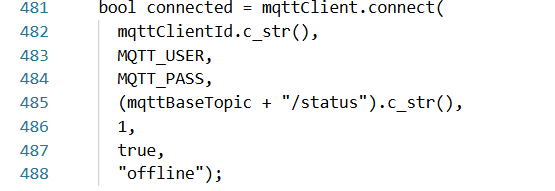 481 bool connected = mqttClient.connect(
482 mqttClientId.c_str(),
483 MQTT_USER,
484 MQTT_PASS,
485 (mqttBaseTopic + "/status").c_str(),
486 1,
487 true,
488 "offline");